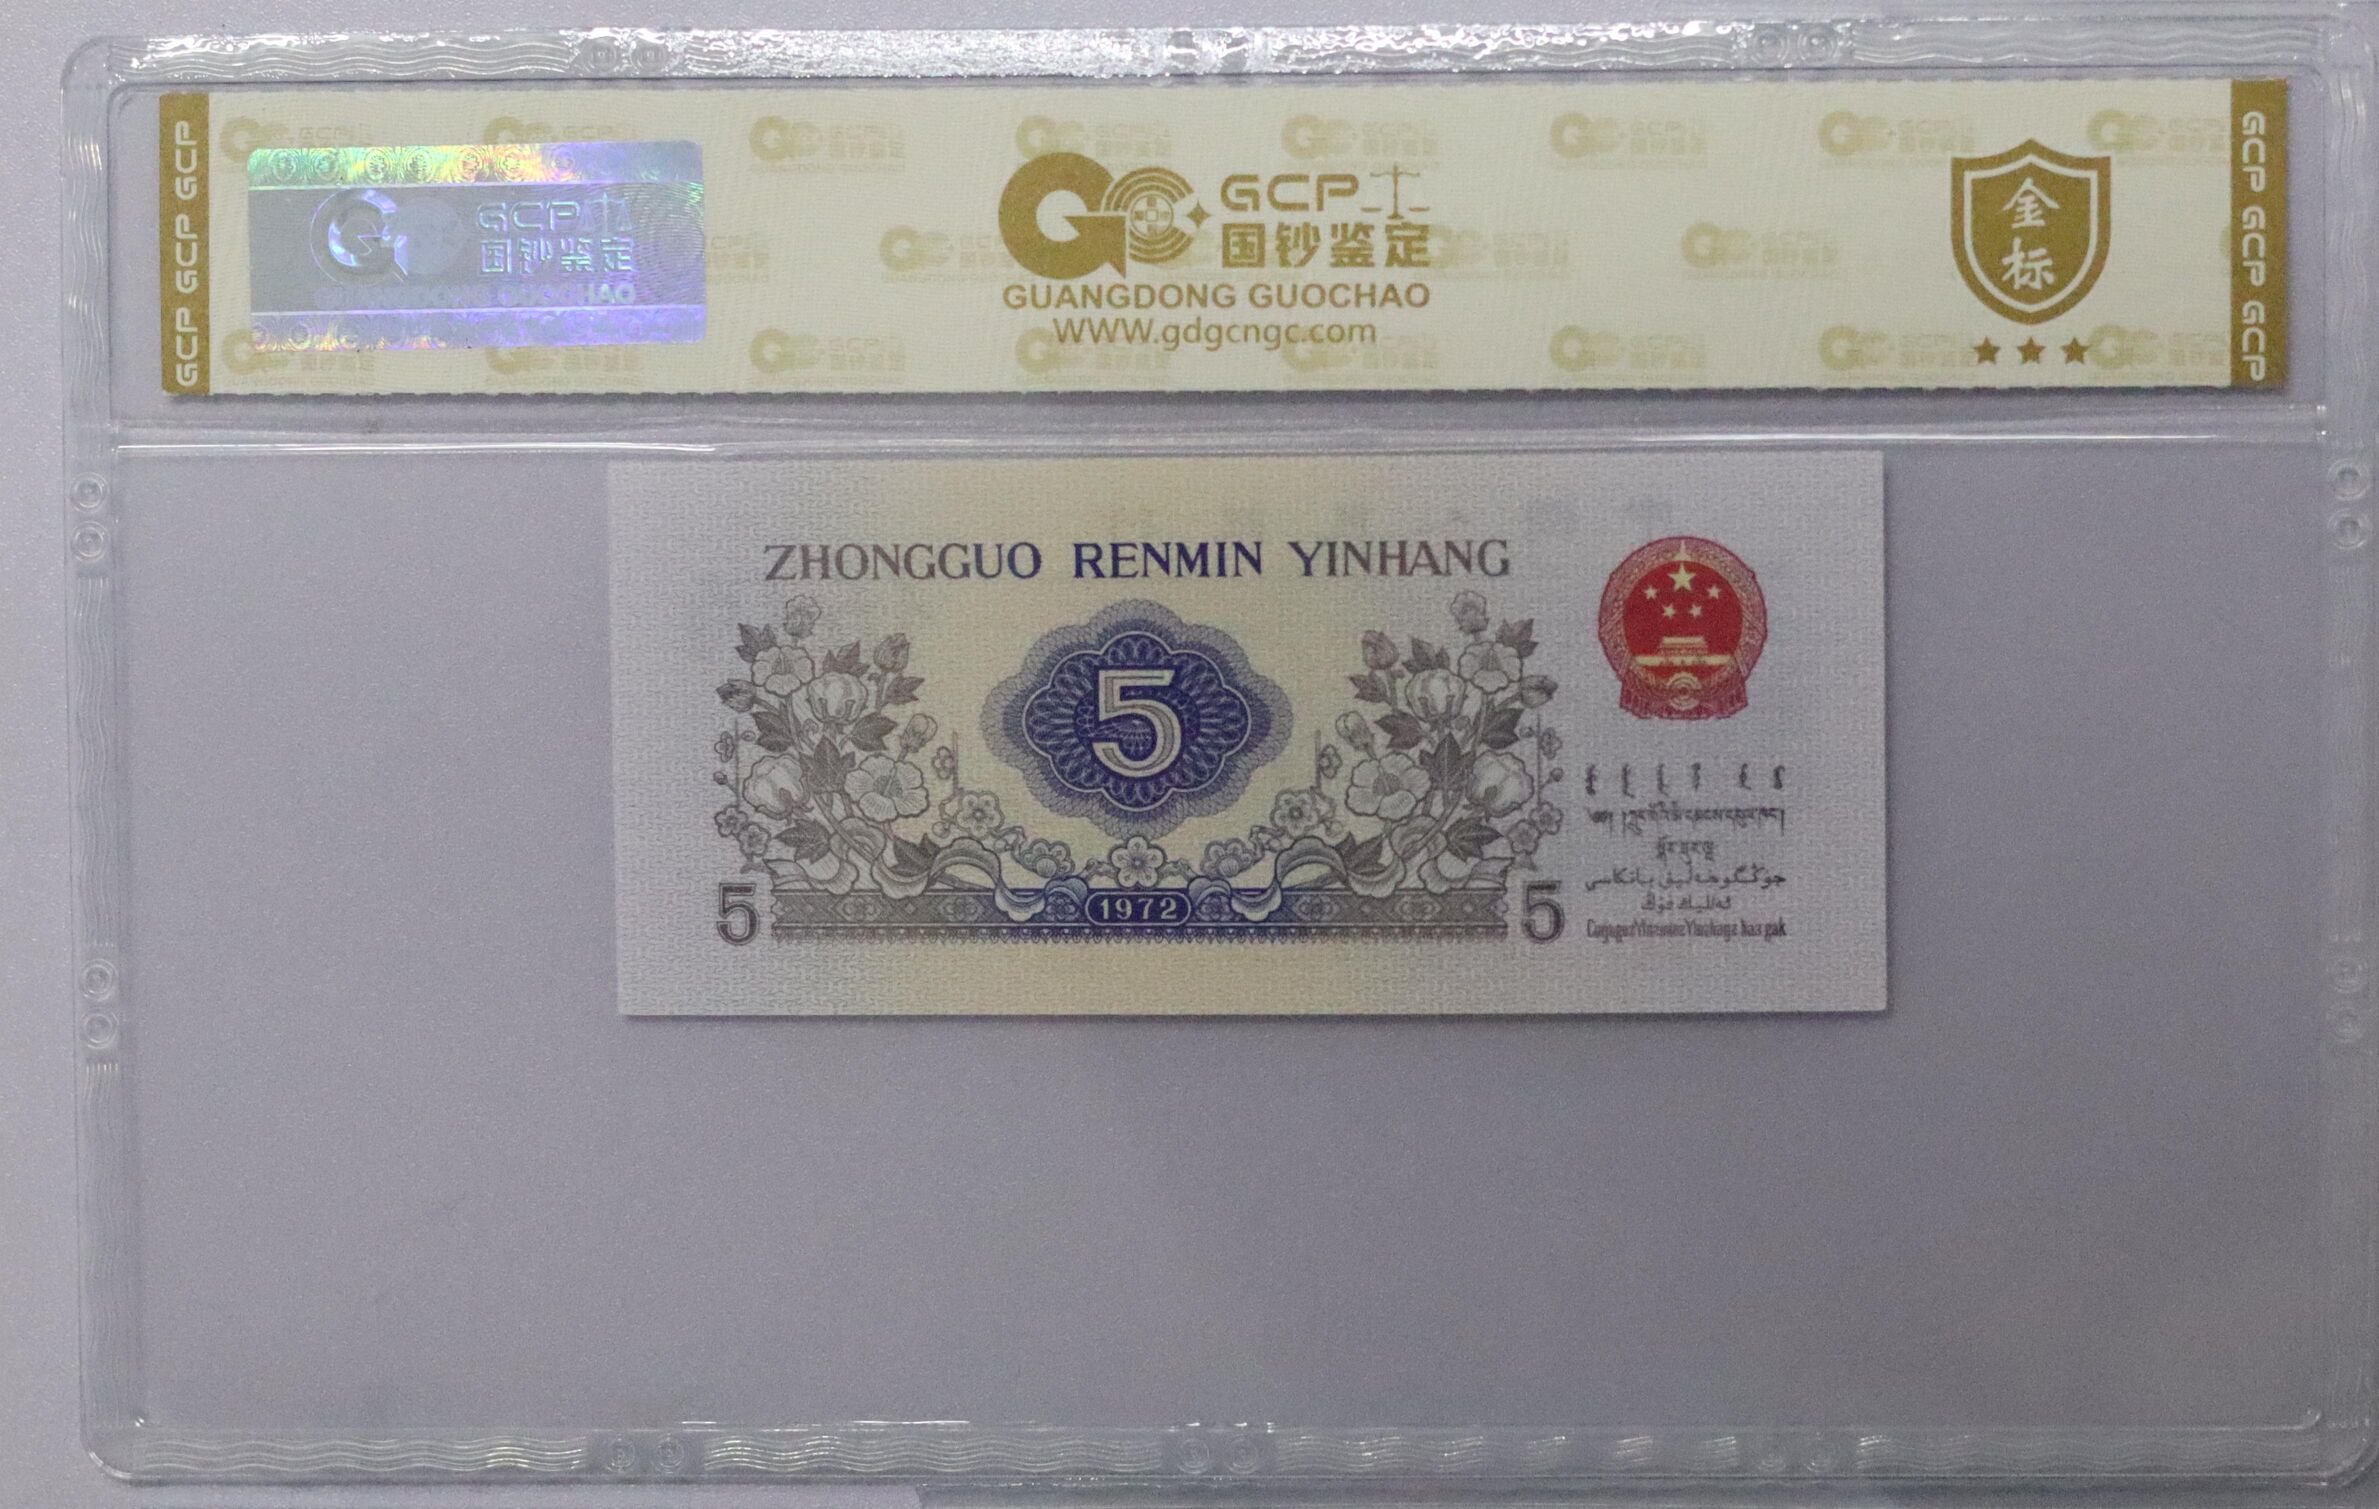 GCP GCP GCP
GCP
国钞鉴定
GUANGDONG GUOCHAO
GCP
国钞鉴定
GUANGDONG GUOCHAO
WWW.gdgcngc.com
金
标
GCP GCP GCP
ZHONGGUO RENMIN YINHANG
5
1972
5
5